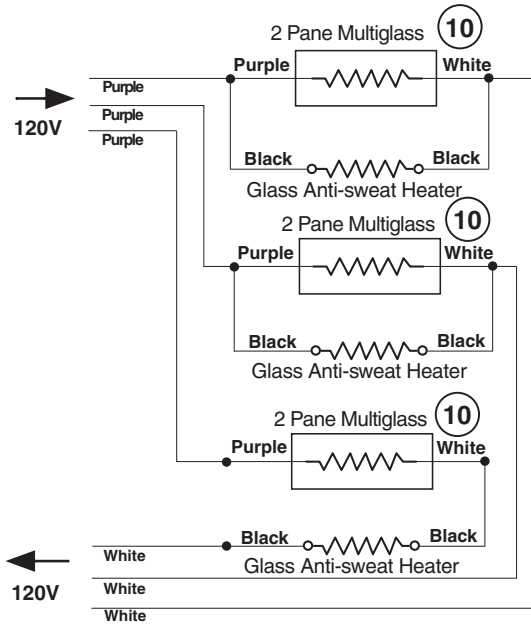 2 Pane Multiglass 10
Purple White
Purple
120V
Purple
Purple
Black Black
Glass Anti-sweat Heater
2 Pane Multiglass 10
Purple White
Black Black
Glass Anti-sweat Heater
2 Pane Multiglass 10
Purple White
Black Black
White
Glass Anti-sweat Heater
120V
White
White